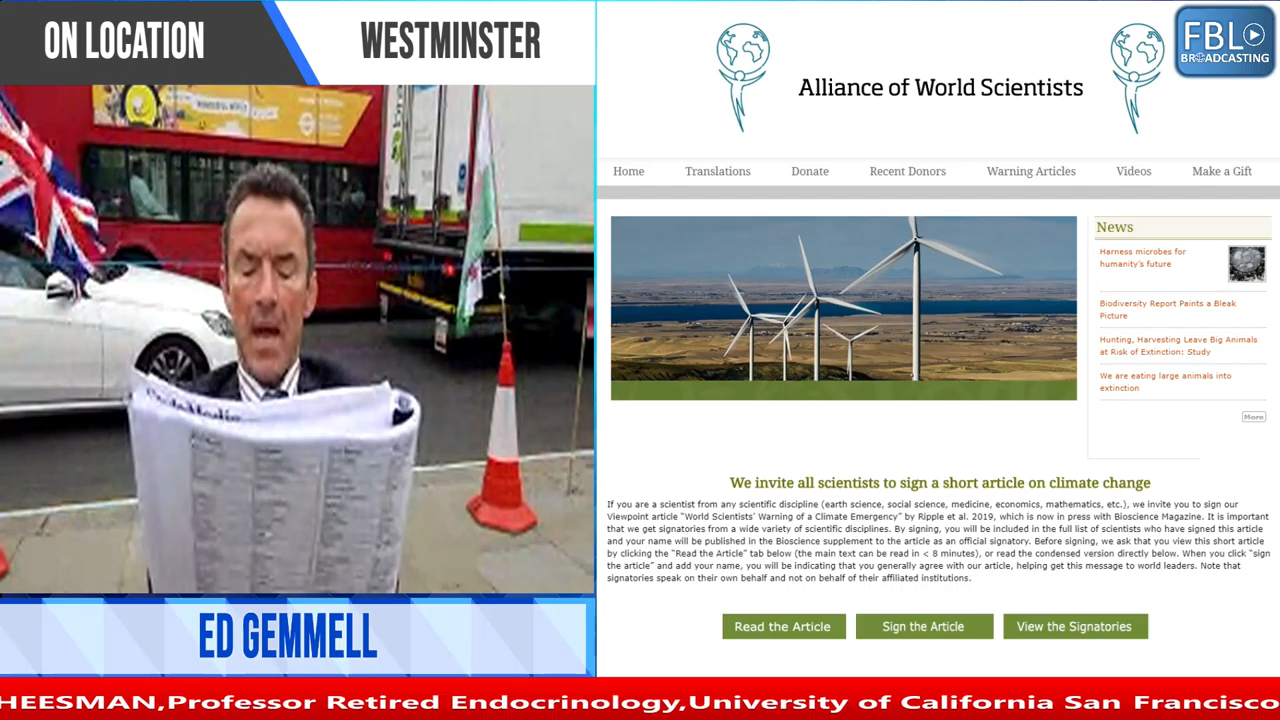 ON LOCATION
WESTMINSTER
FBL
BROADCASTING
Alliance of World Scientists
Home
Translations
Donate
Recent Donors
Warning Articles
Videos
Make a Gift
News
Harness microbes for
humanity's future
Biodiversity Report Paints a Bleak
Picture
Hunting, Harvesting Leave Big Animals
at Risk of Extinction: Study
We are eating large animals into
extinction
More
We invite all scientists to sign a short article on climate change
If you are a scientist from any scientific discipline (earth science, social science, medicine, economics, mathematics, etc.), we invite you to sign our
Viewpoint article "World Scientists' Warning of a Climate Emergency" by Ripple et al. 2019, which is now in press with Bioscience Magazine. It is important
that we get signatories from a wide variety of scientific disciplines. By signing, you will be included in the full list of scientists who have signed this article
and your name will be published in the Bioscience supplement to the article as an official signatory. Before signing, we ask that you view this short article
by clicking the "Read the Article" tab below (the main text can be read in < 8 minutes), or read the condensed version directly below. When you click "sign
the article" and add your name, you will be indicating that you generally agree with our article, helping get this message to world leaders. Note that
signatories speak on their own behalf and not on behalf of their affiliated institutions.
Read the Article
Sign the Article
View the Signatories
ED GEMMELL
HEESMAN,Professor Retired Endocrinology,University of California San Francisco